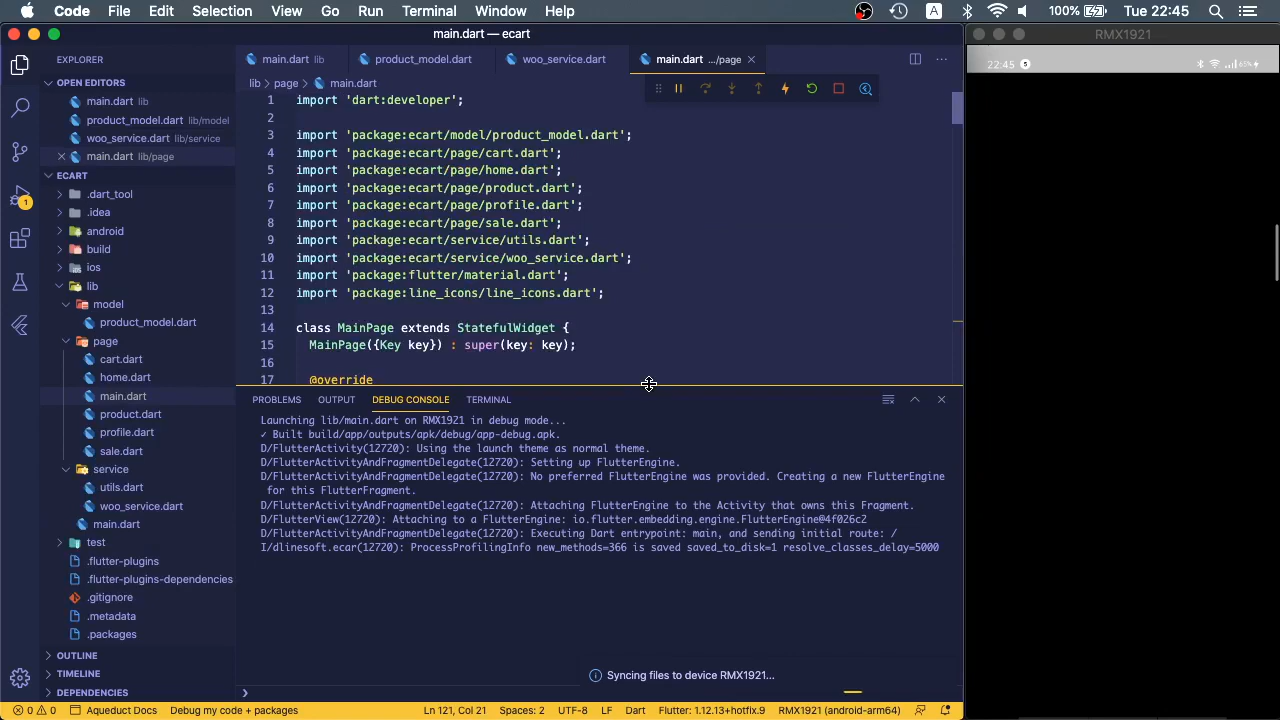 Code File Edit Selection View Go Run Terminal Window Help 100% Tue 22:45
main.dart — ecart
RMX1921
22:45 65%
EXPLORER
OPEN EDITORS
main.dart lib
product_model.dart lib/model
woo_service.dart lib/service
main.dart lib/page
ECART
.dart_tool
.idea
android
build
ios
lib
model
product_model.dart
page
cart.dart
home.dart
main.dart
product.dart
profile.dart
sale.dart
service
utils.dart
woo_service.dart
main.dart
test
.flutter-plugins
.flutter-plugins-dependencies
.gitignore
.metadata
.packages
OUTLINE
TIMELINE
DEPENDENCIES
main.dart lib product_model.dart woo_service.dart main.dart .../page
lib > page > main.dart
1 import 'dart:developer';
2
3 import 'package:ecart/model/product_model.dart';
4 import 'package:ecart/page/cart.dart';
5 import 'package:ecart/page/home.dart';
6 import 'package:ecart/page/product.dart';
7 import 'package:ecart/page/profile.dart';
8 import 'package:ecart/page/sale.dart';
9 import 'package:ecart/service/utils.dart';
10 import 'package:ecart/service/woo_service.dart';
11 import 'package:flutter/material.dart';
12 import 'package:line_icons/line_icons.dart';
13
14 class MainPage extends StatefulWidget {
15 MainPage({Key key}) : super(key: key);
16
17 @override
PROBLEMS OUTPUT DEBUG CONSOLE TERMINAL
Launching lib/main.dart on RMX1921 in debug mode...
✓ Built build/app/outputs/apk/debug/app-debug.apk.
D/FlutterActivity(12720): Using the launch theme as normal theme.
D/FlutterActivityAndFragmentDelegate(12720): Setting up FlutterEngine.
D/FlutterActivityAndFragmentDelegate(12720): No preferred FlutterEngine was provided. Creating a new FlutterEngine
for this FlutterFragment.
D/FlutterActivityAndFragmentDelegate(12720): Attaching FlutterEngine to the Activity that owns this Fragment.
D/FlutterView(12720): Attaching to a FlutterEngine: io.flutter.embedding.engine.FlutterEngine@4f026c2
D/FlutterActivityAndFragmentDelegate(12720): Executing Dart entrypoint: main, and sending initial route: /
I/dlinesoft.ecar(12720): ProcessProfilingInfo new_methods=366 is saved saved_to_disk=1 resolve_classes_delay=5000
Syncing files to device RMX1921...
0 0 Aqueduct Docs Debug my code + packages Ln 121, Col 21 Spaces: 2 UTF-8 LF Dart Flutter: 1.12.13+hotfix.9 RMX1921 (android-arm64)